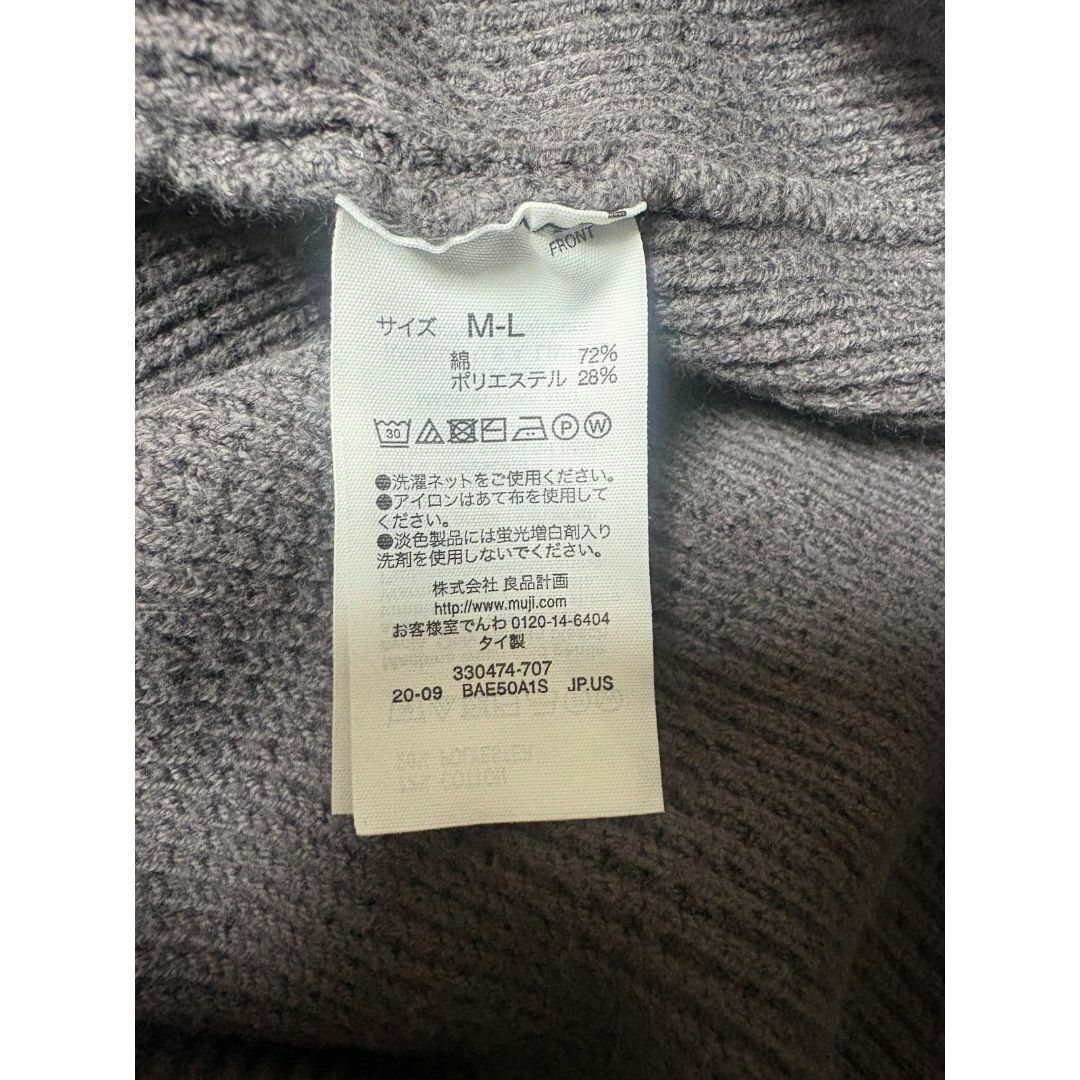 FRONT
サイズ M-L
綿 72%
ポリエステル 28%
30 P W
●洗濯ネットをご使用ください。
●アイロンはあて布を使用して
ください。
●淡色製品には蛍光増白剤入り
洗剤を使用しないでください。
株式会社 良品計画
http://www.muji.com
お客様室でんわ 0120-14-6404
タイ製
330474-707
20-09 BAE50A1S JP.US
28% POLYESTER
72% COTTON